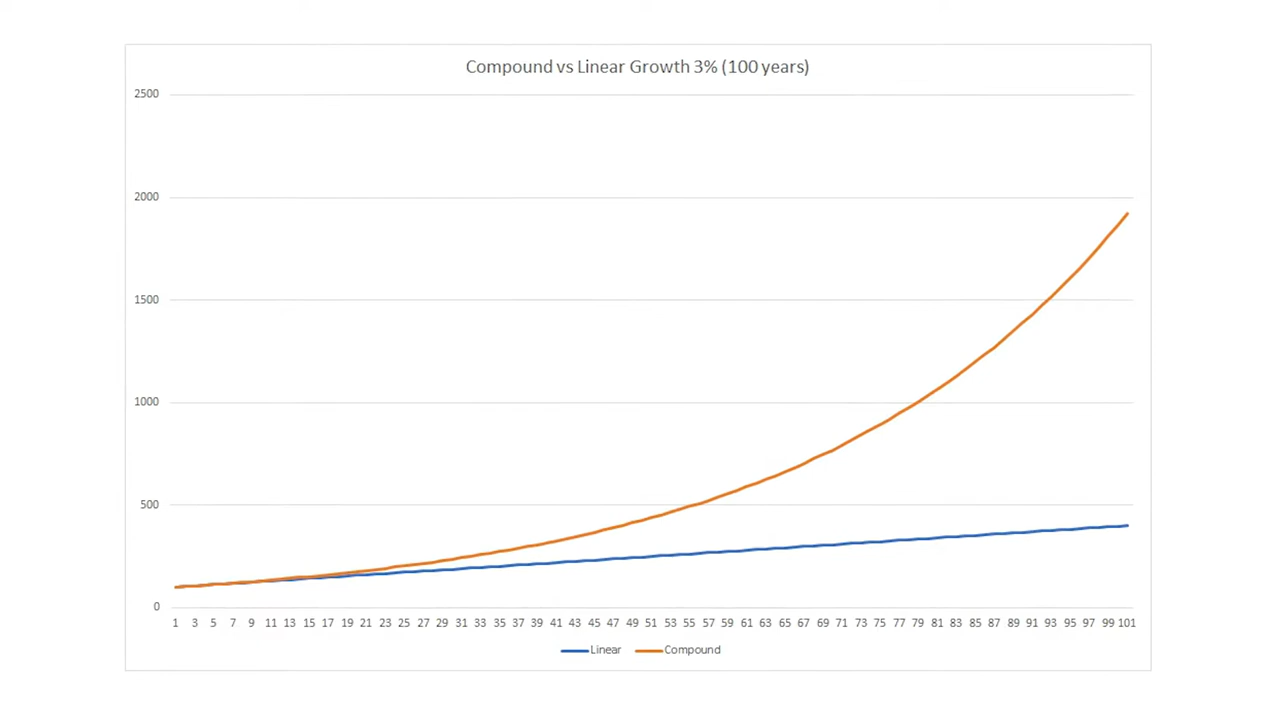 Compound vs Linear Growth 3% (100 years)
2500
2000
1500
1000
500
0
1 3 5 7 9 11 13 15 17 19 21 23 25 27 29 31 33 35 37 39 41 43 45 47 49 51 53 55 57 59 61 63 65 67 69 71 73 75 77 79 81 83 85 87 89 91 93 95 97 99 101
Linear Compound